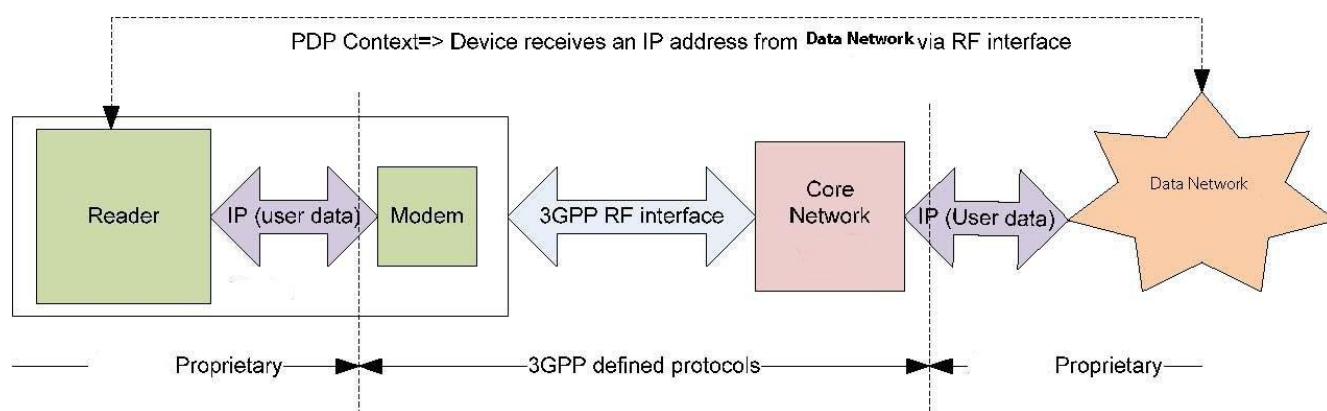 PDP Context=> Device receives an IP address from Data Network via RF interface
Reader
IP (user data)
Modem
3GPP RF interface
Core
Network
IP (User data)
Data Network
Proprietary
3GPP defined protocols
Proprietary